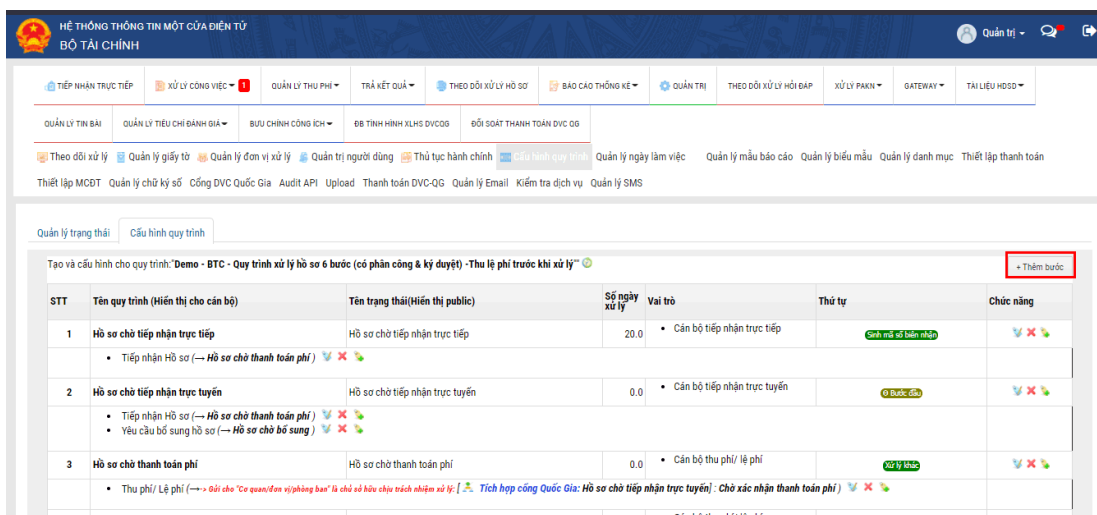 HỆ THỐNG THÔNG TIN MỘT CỬA ĐIỆN TỬ
BỘ TÀI CHÍNH
Quản trị
TIẾP NHẬN TRỰC TIẾP XỬ LÝ CÔNG VIỆC 1 QUẢN LÝ THU PHÍ TRẢ KẾT QUẢ THEO DÕI XỬ LÝ HỒ SƠ BÁO CÁO THỐNG KÊ QUẢN TRỊ THEO DÕI XỬ LÝ HỎI ĐÁP XỬ LÝ PAKN GATEWAY TÀI LIỆU HDSD
QUẢN LÝ TIN BÀI QUẢN LÝ TIÊU CHÍ ĐÁNH GIÁ BƯU CHÍNH CÔNG ÍCH ĐB TÌNH HÌNH XLHS DVCQG ĐỐI SOÁT THANH TOÁN DVC QG
Theo dõi xử lý Quản lý giấy tờ Quản lý đơn vị xử lý Quản trị người dùng Thủ tục hành chính Cấu hình quy trình Quản lý ngày làm việc Quản lý mẫu báo cáo Quản lý biểu mẫu Quản lý danh mục Thiết lập thanh toán
Thiết lập MCĐT Quản lý chữ ký số Cổng DVC Quốc Gia Audit API Upload Thanh toán DVC-QG Quản lý Email Kiểm tra dịch vụ Quản lý SMS
Quản lý trạng thái Cấu hình quy trình
Tạo và cấu hình cho quy trình:"Demo - BTC - Quy trình xử lý hồ sơ 6 bước (có phân công & ký duyệt) -Thu lệ phí trước khi xử lý"
+ Thêm bước
STT Tên quy trình (Hiển thị cho cán bộ) Tên trạng thái(Hiển thị public) Số ngày xử lý Vai trò Thứ tự Chức năng
1 Hồ sơ chờ tiếp nhận trực tiếp Hồ sơ chờ tiếp nhận trực tiếp 20.0 • Cán bộ tiếp nhận trực tiếp Sinh mã số biên nhận
• Tiếp nhận Hồ sơ (→ Hồ sơ chờ thanh toán phí )
2 Hồ sơ chờ tiếp nhận trực tuyến Hồ sơ chờ tiếp nhận trực tuyến 0.0 • Cán bộ tiếp nhận trực tuyến Bước đầu
• Tiếp nhận Hồ sơ (→ Hồ sơ chờ thanh toán phí )
• Yêu cầu bổ sung hồ sơ (→ Hồ sơ chờ bổ sung )
3 Hồ sơ chờ thanh toán phí Hồ sơ chờ thanh toán phí 0.0 • Cán bộ thu phí/ lệ phí Xử lý khác
• Thu phí/ Lệ phí (→-> Gửi cho "Cơ quan/đơn vị/phòng ban" là chủ sở hữu chịu trách nhiệm xử lý: [ Tích hợp cổng Quốc Gia: Hồ sơ chờ tiếp nhận trực tuyến] : Chờ xác nhận thanh toán phí )